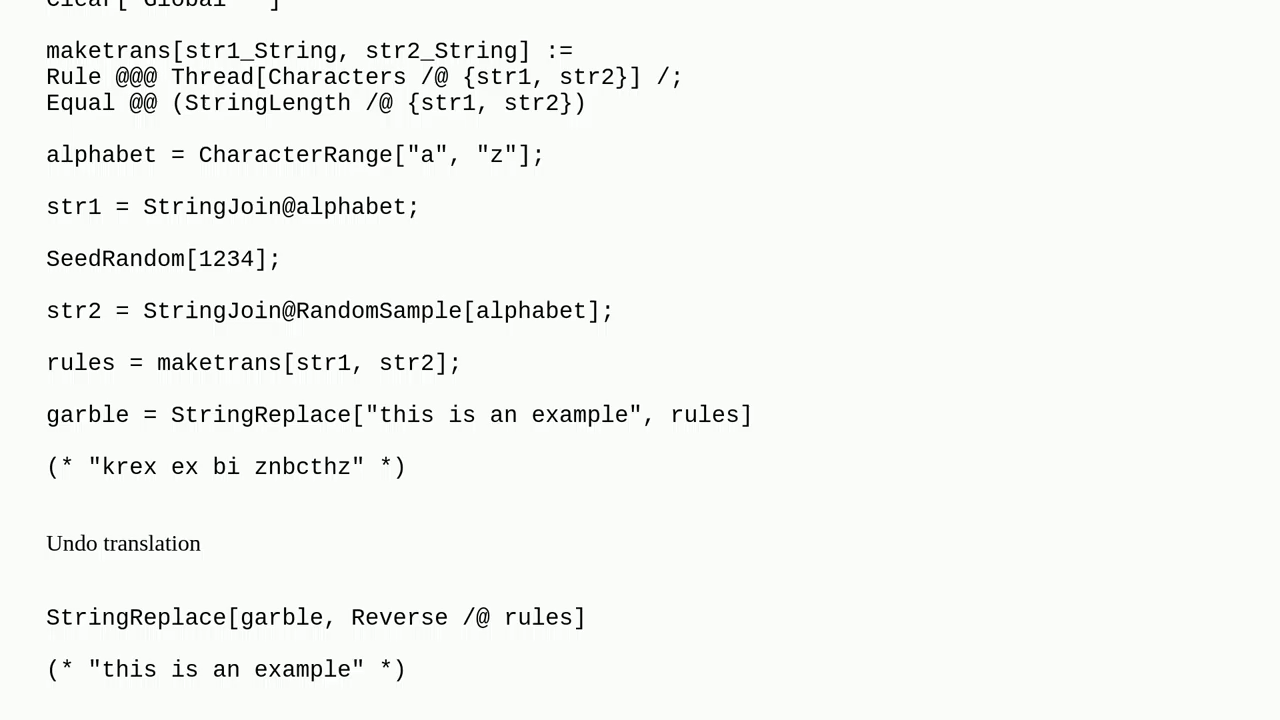 Clear["Global`*"]
maketrans[str1_String, str2_String] :=
Rule @@@ Thread[Characters /@ {str1, str2}] /;
Equal @@ (StringLength /@ {str1, str2})
alphabet = CharacterRange["a", "z"];
str1 = StringJoin@alphabet;
SeedRandom[1234];
str2 = StringJoin@RandomSample[alphabet];
rules = maketrans[str1, str2];
garble = StringReplace["this is an example", rules]
(* "krex ex bi znbcthz" *)
Undo translation
StringReplace[garble, Reverse /@ rules]
(* "this is an example" *)